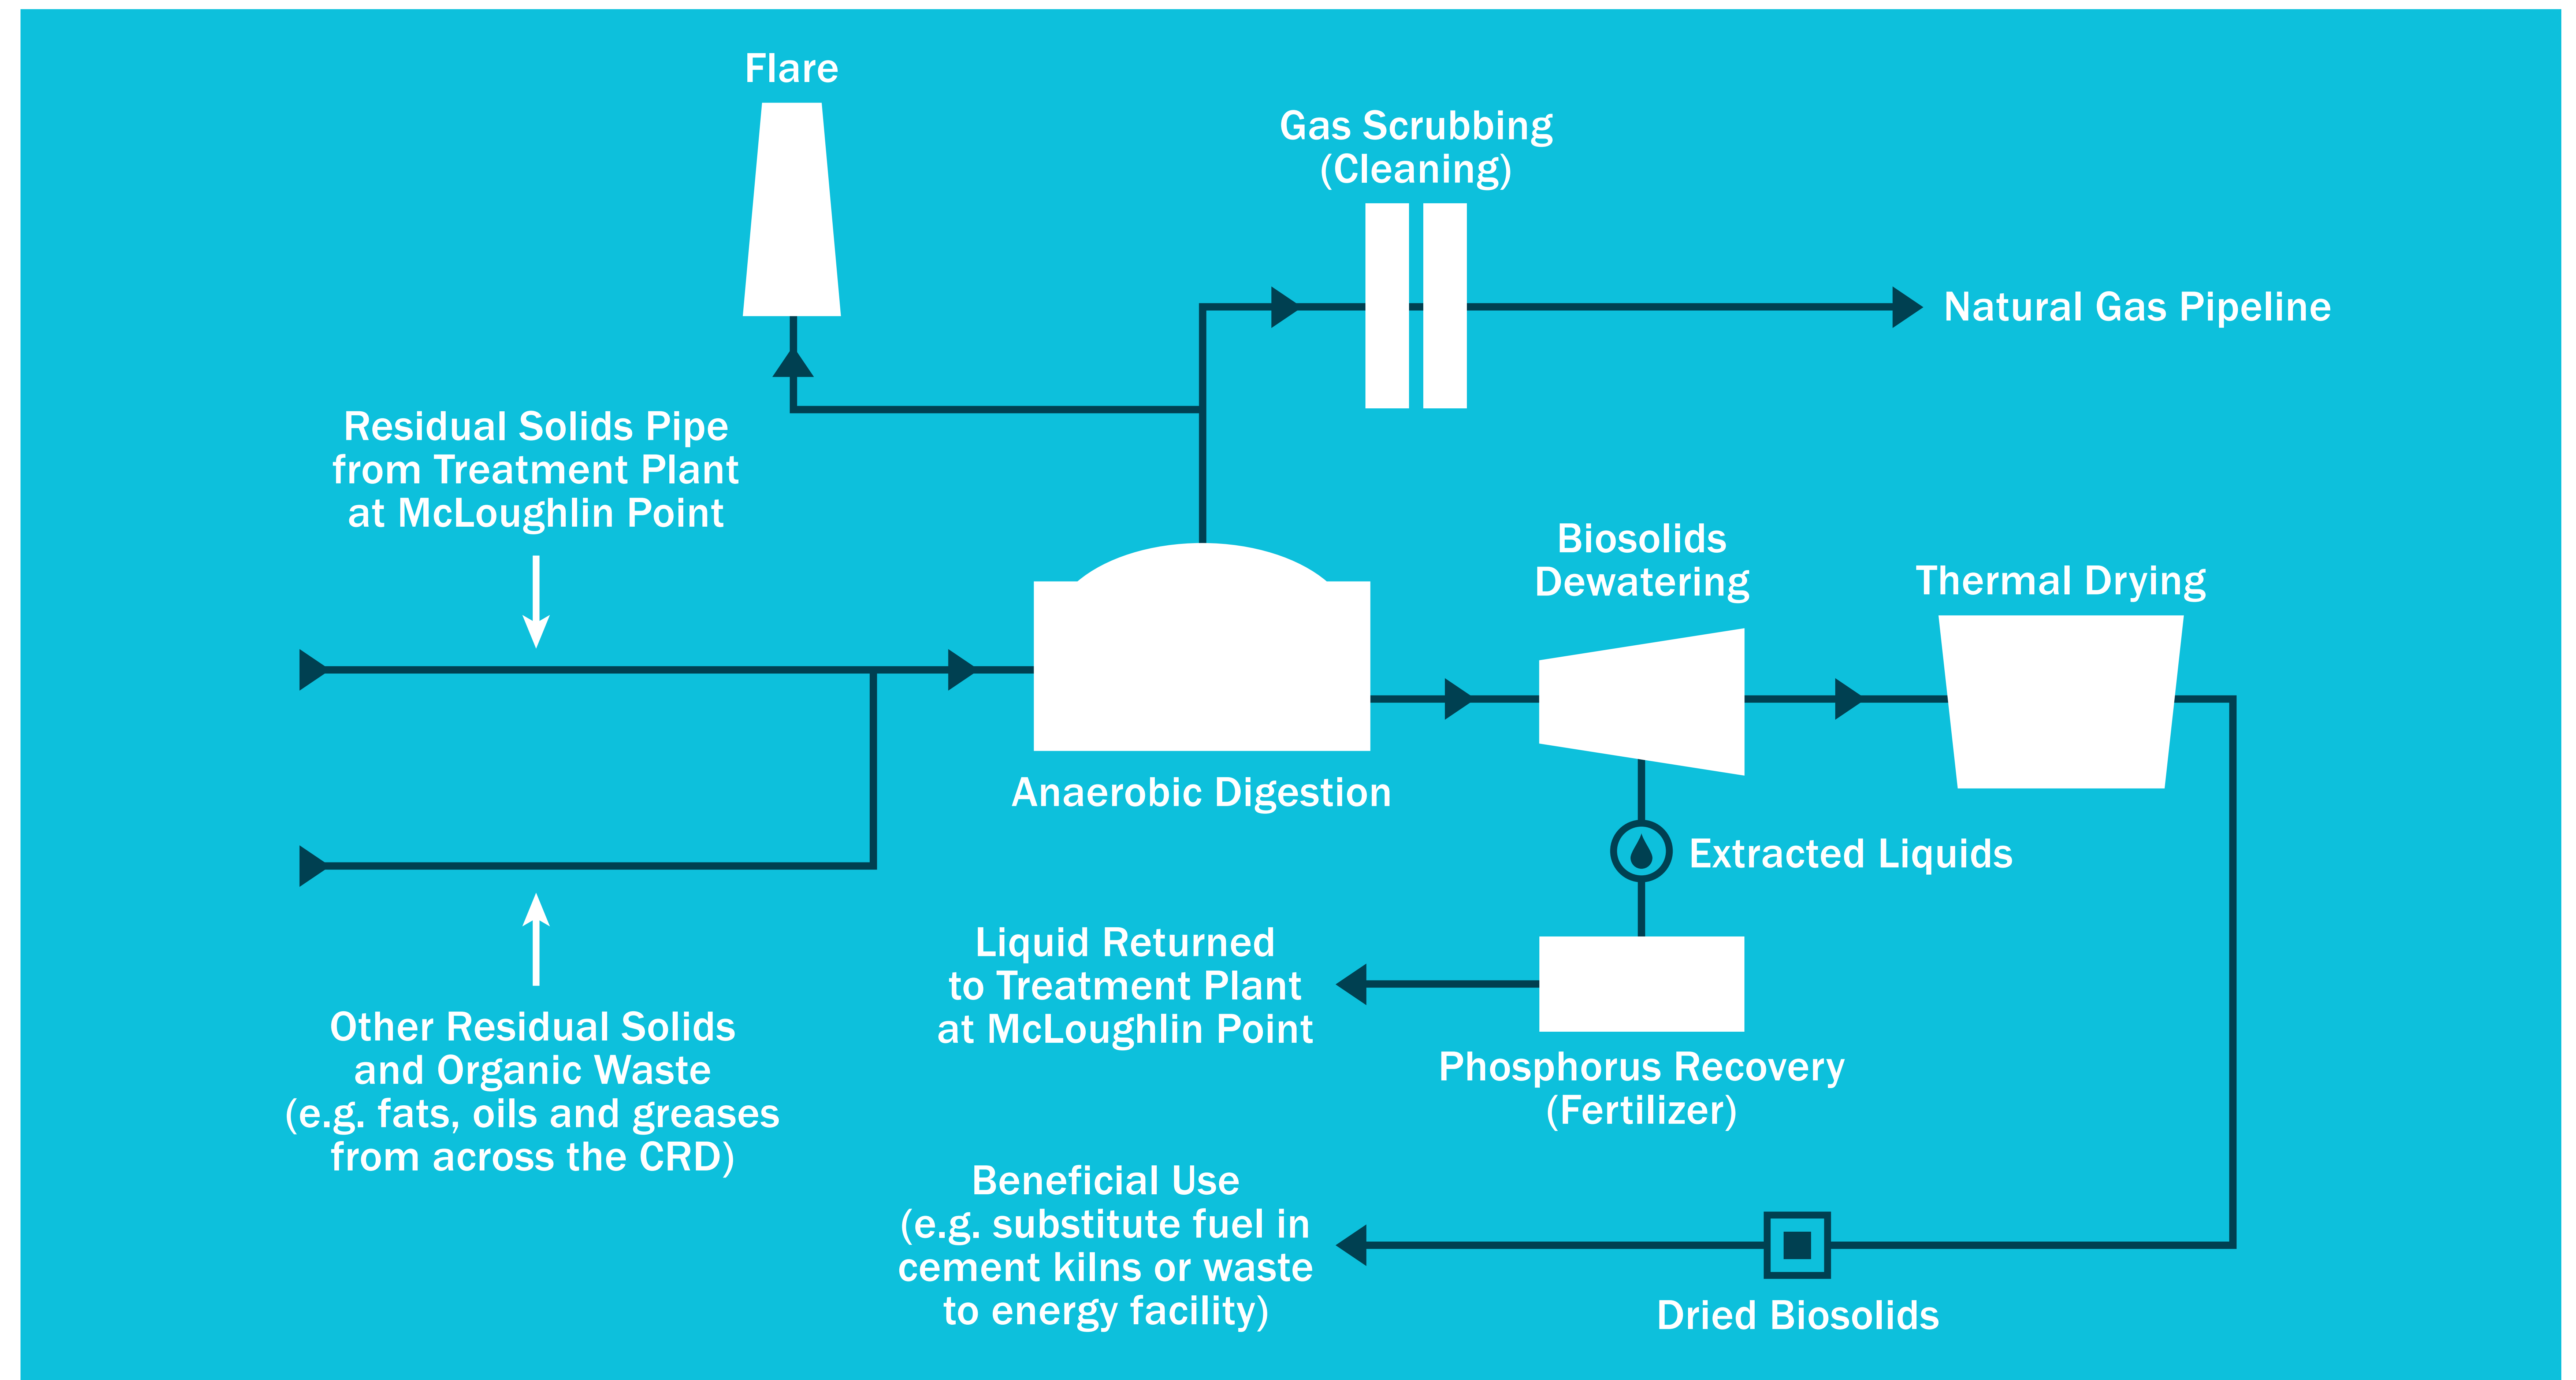 Flare
Gas Scrubbing
(Cleaning)
Natural Gas Pipeline
Residual Solids Pipe
from Treatment Plant
at McLoughlin Point
Biosolids
Dewatering
Thermal Drying
Anaerobic Digestion
Extracted Liquids
Liquid Returned
to Treatment Plant
at McLoughlin Point
Other Residual Solids
and Organic Waste
(e.g. fats, oils and greases
from across the CRD)
Phosphorus Recovery
(Fertilizer)
Beneficial Use
(e.g. substitute fuel in
cement kilns or waste
to energy facility)
Dried Biosolids